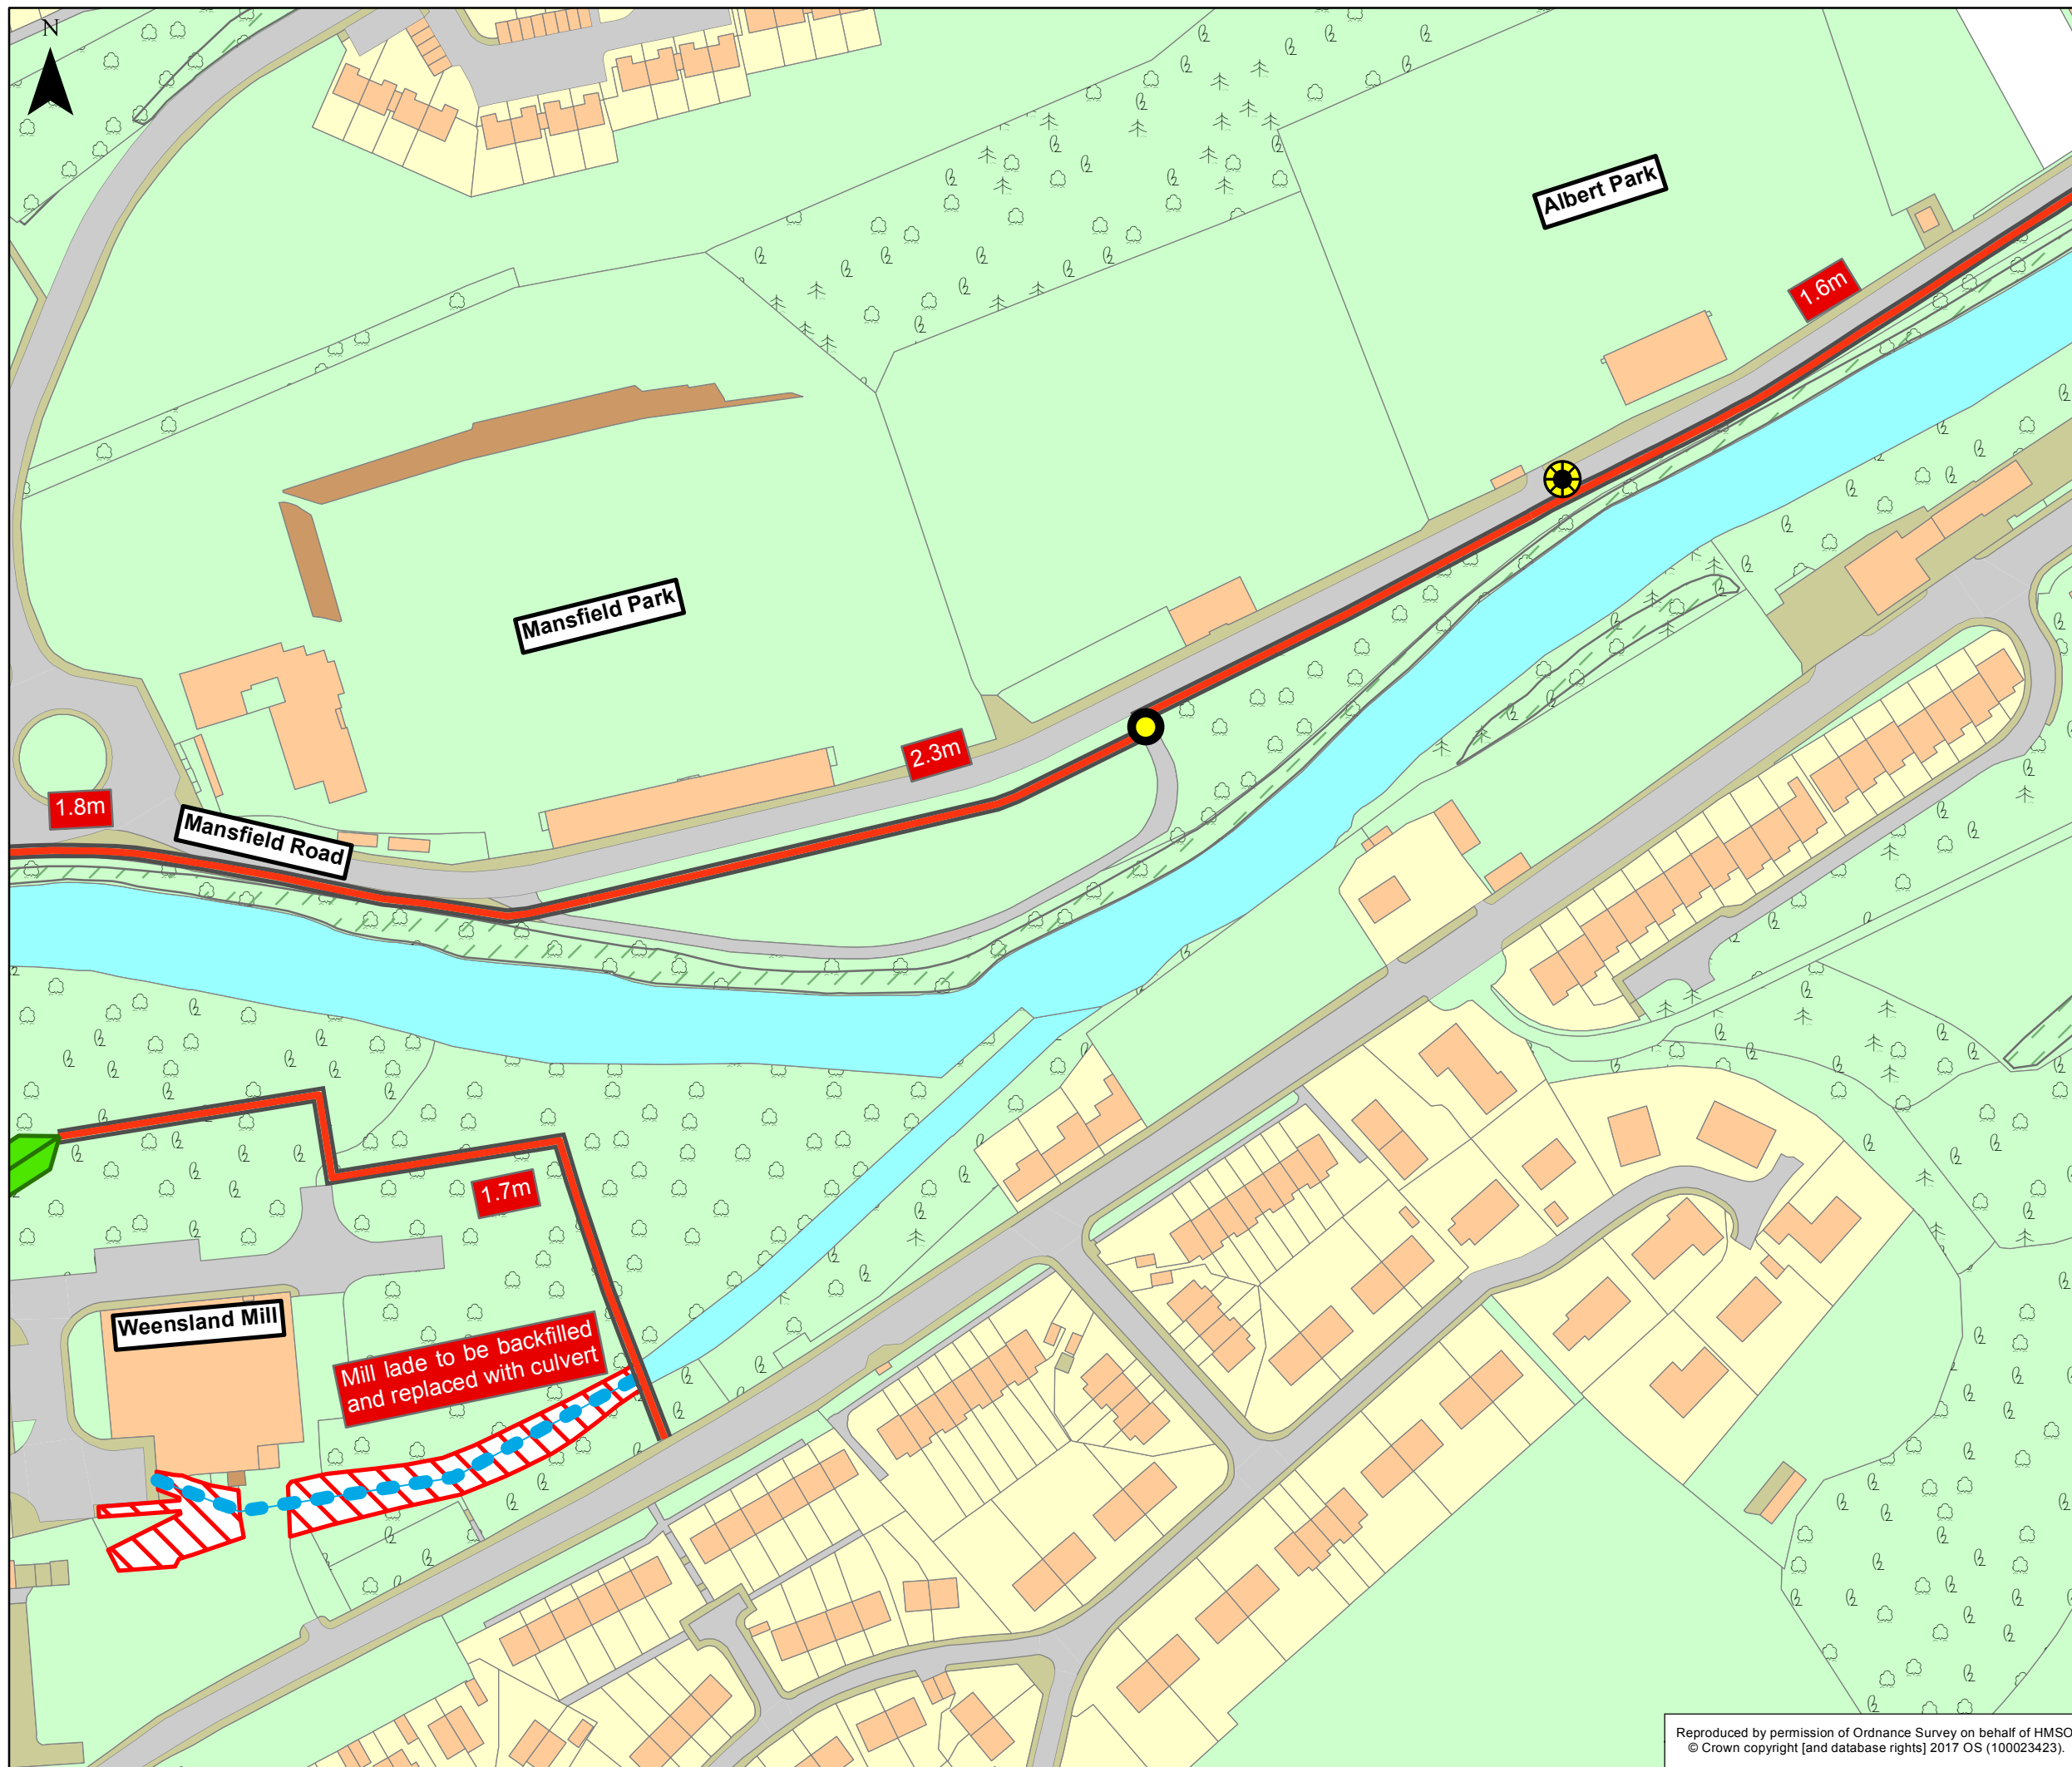 N
Albert Park
1.6m
Mansfield Park
2.3m
1.8m
Mansfield Road
1.7m
Weensland Mill
Mill lade to be backfilled
and replaced with culvert
Reproduced by permission of Ordnance Survey on behalf of HMSO
© Crown copyright [and database rights] 2017 OS (100023423).